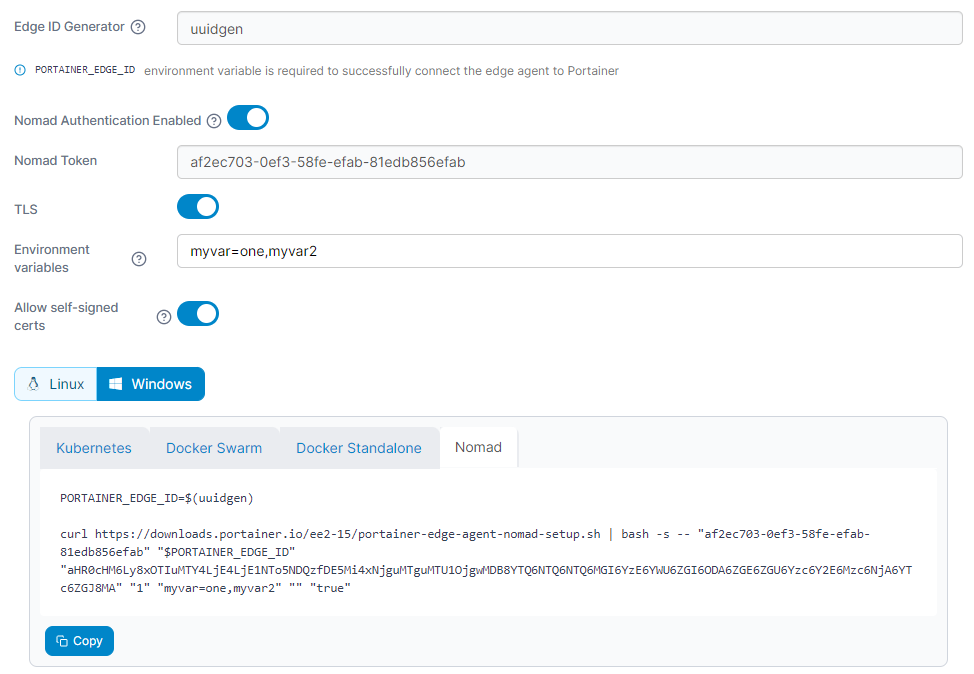 Edge ID Generator
uuidgen
PORTAINER_EDGE_ID environment variable is required to successfully connect the edge agent to Portainer
Nomad Authentication Enabled
Nomad Token
af2ec703-0ef3-58fe-efab-81edb856efab
TLS
Environment
variables
myvar=one,myvar2
Allow self-signed
certs
Linux
Windows
Kubernetes
Docker Swarm
Docker Standalone
Nomad
PORTAINER_EDGE_ID=$(uuidgen)
curl https://downloads.portainer.io/ee2-15/portainer-edge-agent-nomad-setup.sh | bash -s -- "af2ec703-0ef3-58fe-efab-
81edb856efab" "$PORTAINER_EDGE_ID"
"aHR0cHM6Ly8xOTIuMTY4LjE4LjE1NTo5NDQzfDE5Mi4xNjguMTguMTU1OjgwMDB8YTQ6NTQ6NTQ6MGI6YzE6YWU6ZGI6ODA6ZGE6ZGU6Yzc6Y2E6Mzc6NjA6YT
c6ZGJ8MA" "1" "myvar=one,myvar2" "" "true"
Copy